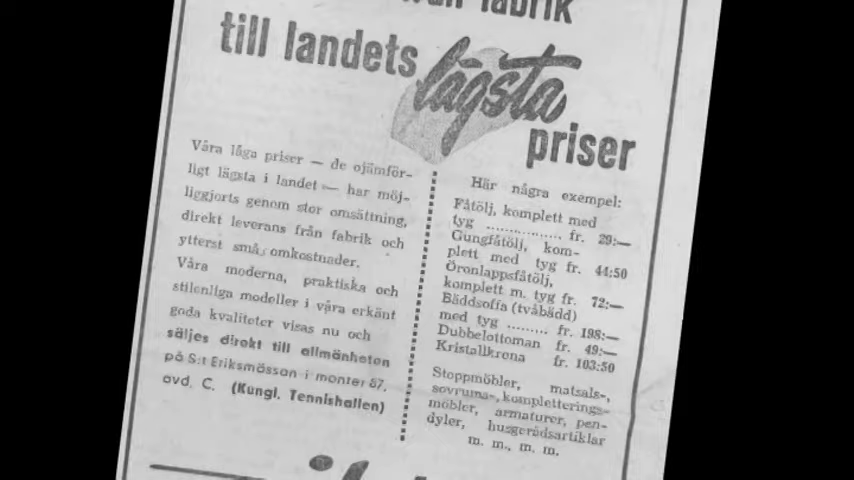 fabrik
till landets
lägsta
priser
Våra låga priser — de ojämför-
ligt lägsta i landet — har möj-
liggjorts genom stor omsättning,
direkt leverans från fabrik och
ytterst små omkostnader.
Våra moderna, praktiska och
stilenliga modeller i våra erkänt
goda kvaliteter visas nu och
säljes direkt till allmänheten
på S:t Eriksmässan i monter 67,
avd. C. (Kungl. Tennishallen)
Här några exempel:
Fåtölj, komplett med
tyg ................ fr. 29:—
Gungfåtölj, kom-
plett med tyg fr. 44:50
Öronlappsfåtölj,
komplett m. tyg fr. 72:—
Bäddsoffa (tvåbädd)
med tyg ......... fr. 198:—
Dubbelottoman fr. 49:—
Kristallkrona fr. 103:50
Stoppmöbler, matsals-,
sovrums-, kompletterings-
möbler, armaturer, pen-
dyler, husgerådsartiklar
m. m., m. m.